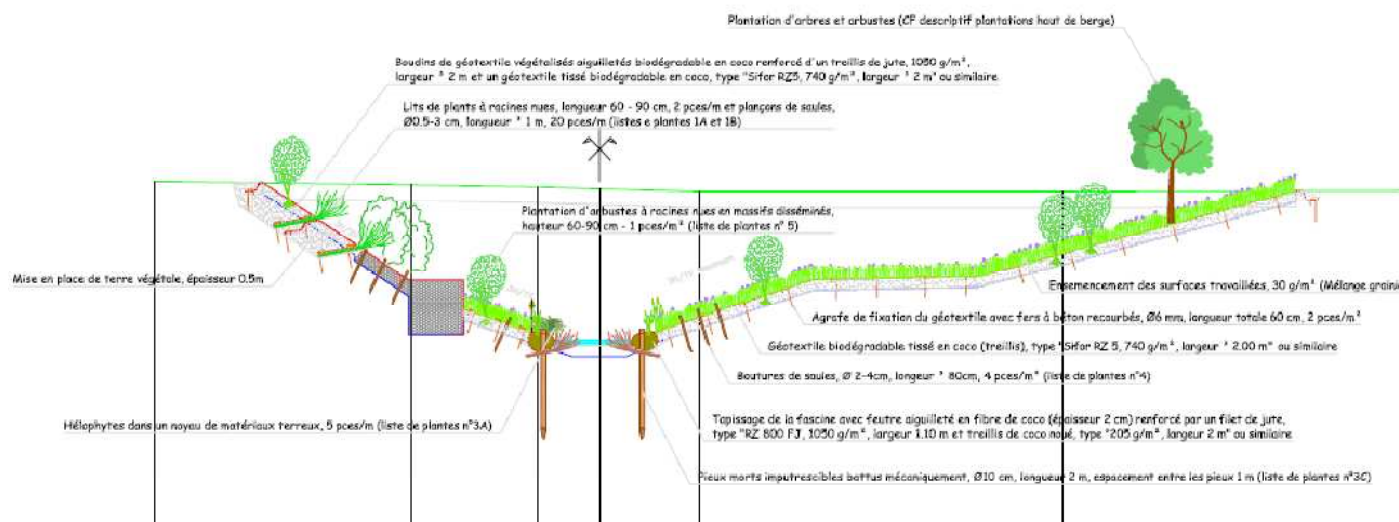 Plantation d'arbres et arbustes (CF descriptif plantations haut de berge)
Boudins de géotextile végétalisés aiguilletés biodégradable en coco renforcé d'un treillis de jute, 1050 g/m²,
largeur ² 2 m et un géotextile tissé biodégradable en coco, type "Sifor RZ5, 740 g/m², largeur ² 2 m" ou similaire
Lits de plants à racines nues, longueur 60 - 90 cm, 2 pces/m et plançons de saules,
Ø0.5-3 cm, longueur ² 1 m, 20 pces/m (listes e plantes 1A et 1B)
Plantation d'arbustes à racines nues en massifs disséminés,
hauteur 60-90 cm - 1 pces/m² (liste de plantes n° 5)
Mise en place de terre végétale, épaisseur 0.5m
Ensemencement des surfaces travaillées, 30 g/m² (Mélange graini
Agrafe de fixation du géotextile avec fers à béton recourbés, Ø6 mm, longueur totale 60 cm, 2 pces/m²
Géotextile biodégradable tissé en coco (treillis), type "Sifor RZ 5, 740 g/m², largeur ² 2.00 m" ou similaire
Boutures de saules, Ø 2-4cm, longeur ² 80cm, 4 pces/m² (liste de plantes n°4)
Hélophytes dans un noyau de matériaux terreux, 5 pces/m (liste de plantes n°3A)
Tapissage de la fascine avec feutre aiguilleté en fibre de coco (épaisseur 2 cm) renforcé par un filet de jute,
type "RZ 800 FJ, 1050 g/m², largeur 1.10 m et treillis de coco noué, type "205 g/m², largeur 2 m" ou similaire
Pieux morts imputrescibles battus mécaniquement, Ø10 cm, longueur 2 m, espacement entre les pieux 1 m (liste de plantes n°3C)